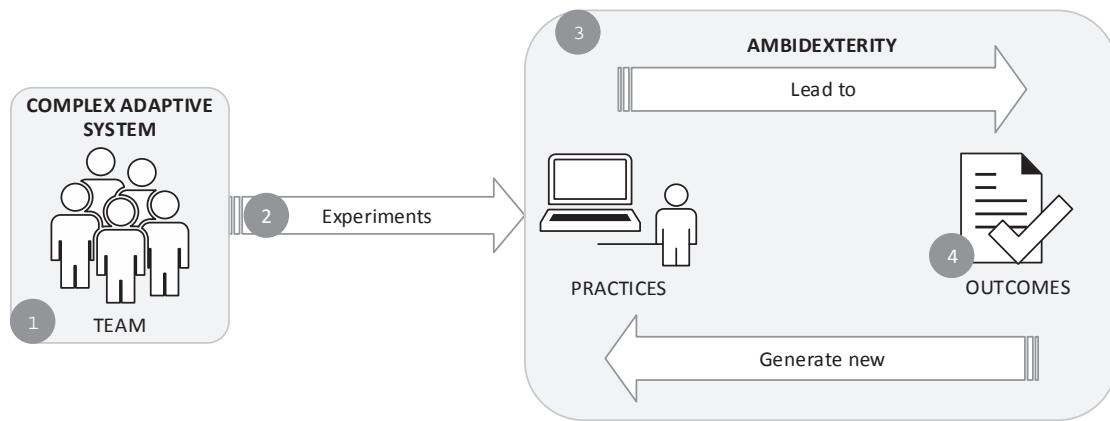 COMPLEX ADAPTIVE
SYSTEM
1
TEAM
2
Experiments
3
AMBIDEXTERITY
Lead to
PRACTICES
4
OUTCOMES
Generate new